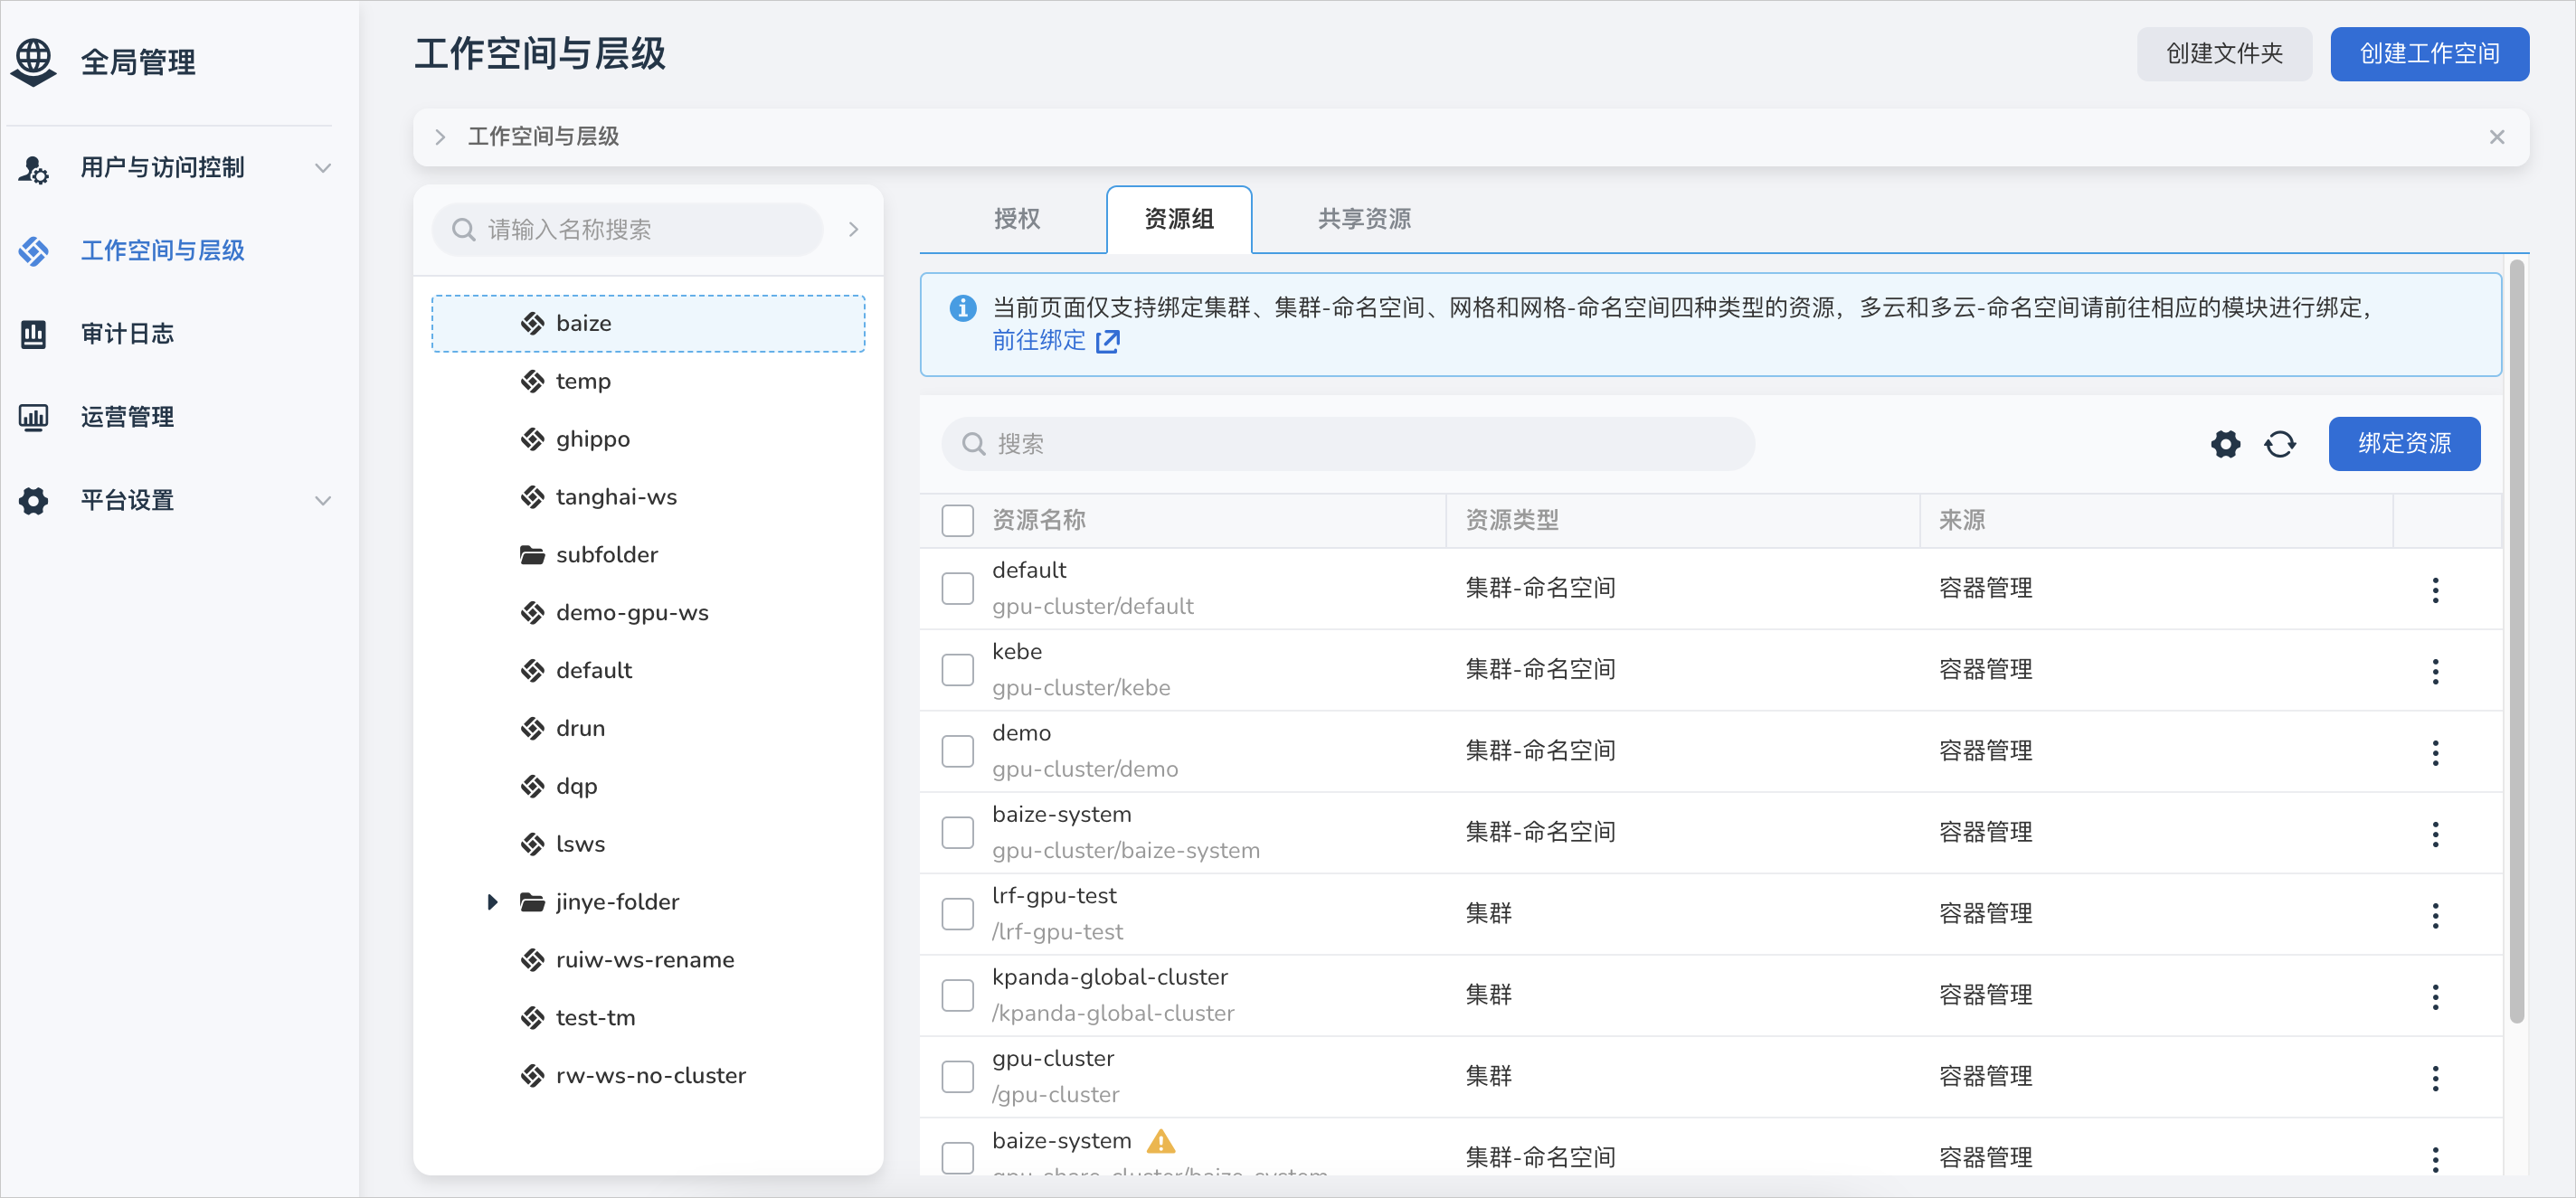 全局管理
用户与访问控制
工作空间与层级
审计日志
运营管理
平台设置
工作空间与层级
创建文件夹
创建工作空间
工作空间与层级
请输入名称搜索
baize
temp
ghippo
tanghai-ws
subfolder
demo-gpu-ws
default
drun
dqp
lsws
jinye-folder
ruiw-ws-rename
test-tm
rw-ws-no-cluster
授权
资源组
共享资源
当前页面仅支持绑定集群、集群-命名空间、网格和网格-命名空间四种类型的资源，多云和多云-命名空间请前往相应的模块进行绑定，
前往绑定
搜索
绑定资源
资源名称 资源类型 来源
default
gpu-cluster/default
集群-命名空间
容器管理
kebe
gpu-cluster/kebe
集群-命名空间
容器管理
demo
gpu-cluster/demo
集群-命名空间
容器管理
baize-system
gpu-cluster/baize-system
集群-命名空间
容器管理
lrf-gpu-test
/lrf-gpu-test
集群
容器管理
kpanda-global-cluster
/kpanda-global-cluster
集群
容器管理
gpu-cluster
/gpu-cluster
集群
容器管理
baize-system
gpu-share-cluster/baize-system
集群-命名空间
容器管理